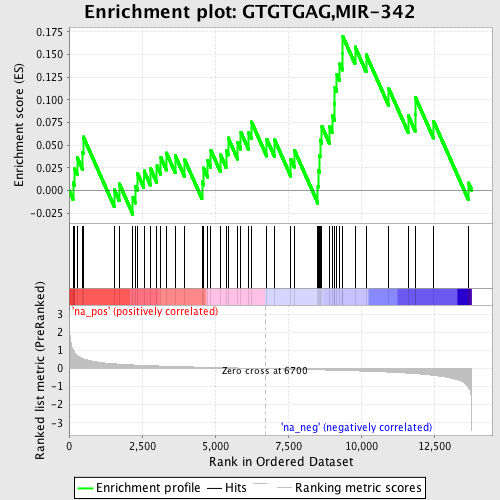 Enrichment plot: GTGTGAG,MIR-342
Enrichment score (ES)
0.175
0.150
0.125
0.100
0.075
0.050
0.025
0.000
-0.025
'na_pos' (positively correlated)
Ranked list metric (PreRanked)
3
2
1
0
-1
-2
-3
Zero cross at 6700
'na_neg' (negatively correlated)
0
2,500
5,000
7,500
10,000
12,500
Rank in Ordered Dataset
Enrichment profile
Hits
Ranking metric scores